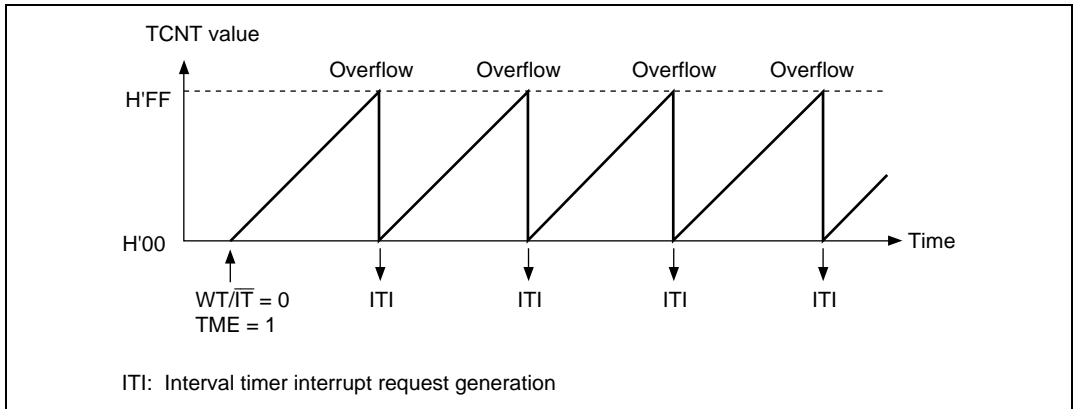 TCNT value
Overflow Overflow Overflow Overflow
H'FF
H'00
Time
WT/I̅T̅ = 0
TME = 1
ITI ITI ITI ITI
ITI: Interval timer interrupt request generation